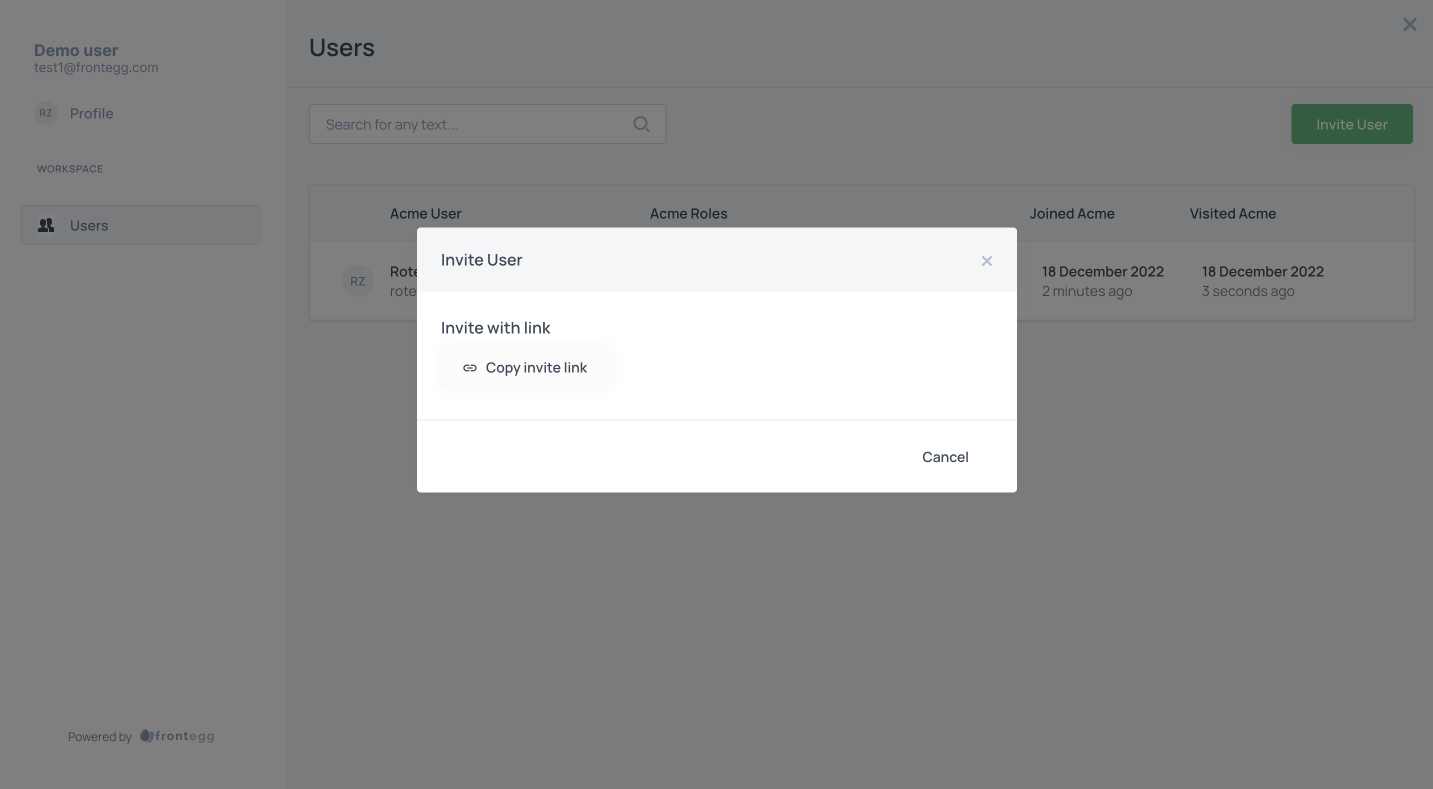 Demo user
test1@frontegg.com
RZ Profile
WORKSPACE
Users
Powered by frontegg
Users
Search for any text...
Invite User
Acme User Acme Roles Joined Acme Visited Acme
RZ
18 December 2022 18 December 2022
2 minutes ago 3 seconds ago
Invite User
Invite with link
Copy invite link
Cancel